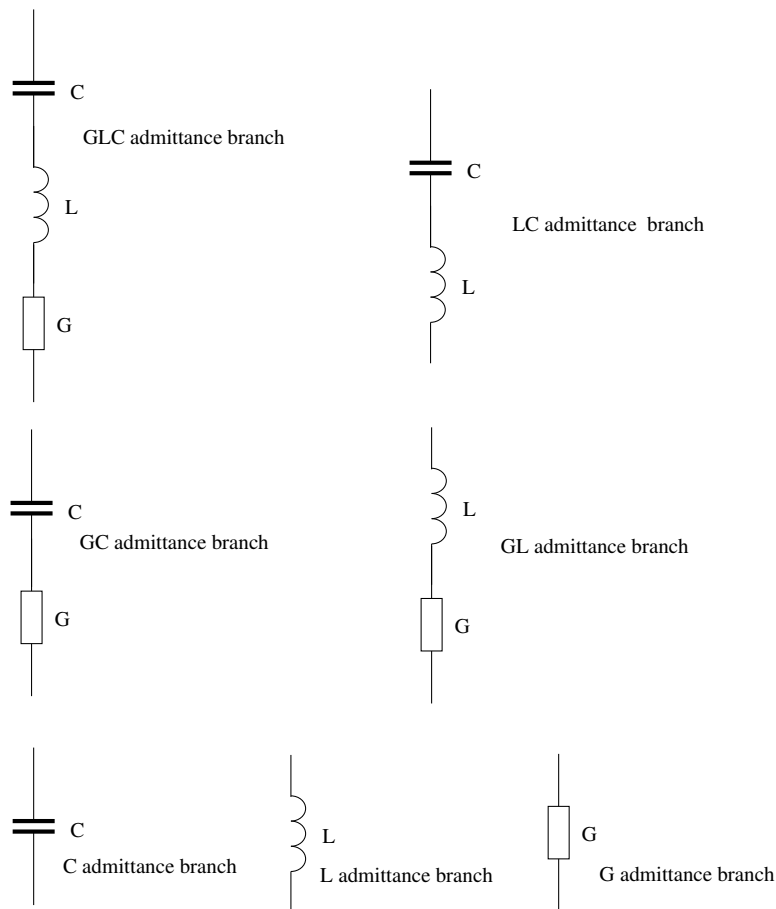 C
GLC admittance branch
L
G
C
LC admittance branch
L
C
GC admittance branch
G
L
GL admittance branch
G
C
C admittance branch
L
L admittance branch
G
G admittance branch